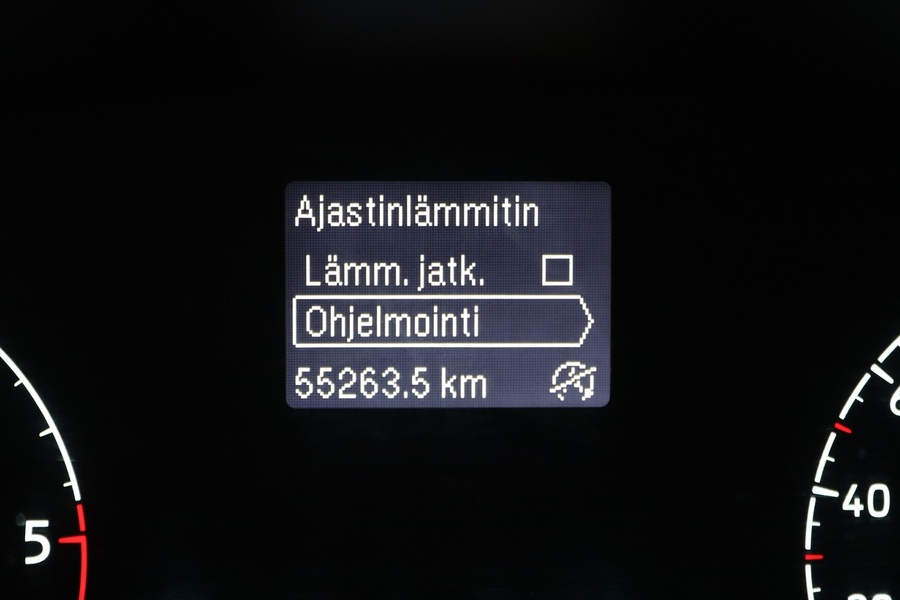 Ajastinlämmitin
Lämm. jatk.
Ohjelmointi
55263.5 km
5
40